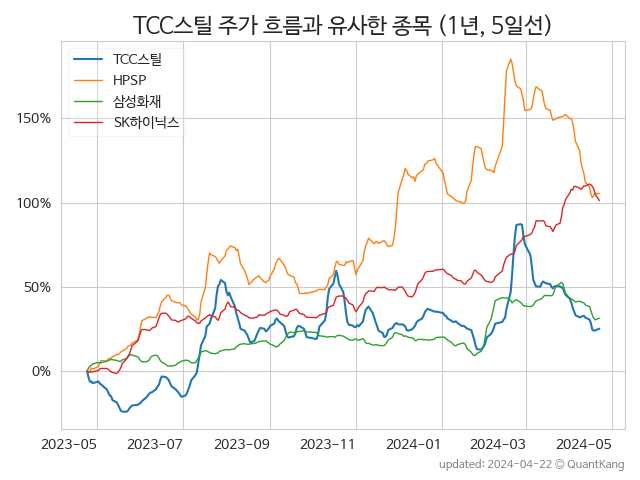 TCC스틸 주가 흐름과 유사한 종목 (1년, 5일선)
TCC스틸
HPSP
삼성화재
SK하이닉스
150%
100%
50%
0%
2023-05 2023-07 2023-09 2023-11 2024-01 2024-03 2024-05
updated: 2024-04-22 © QuantKang